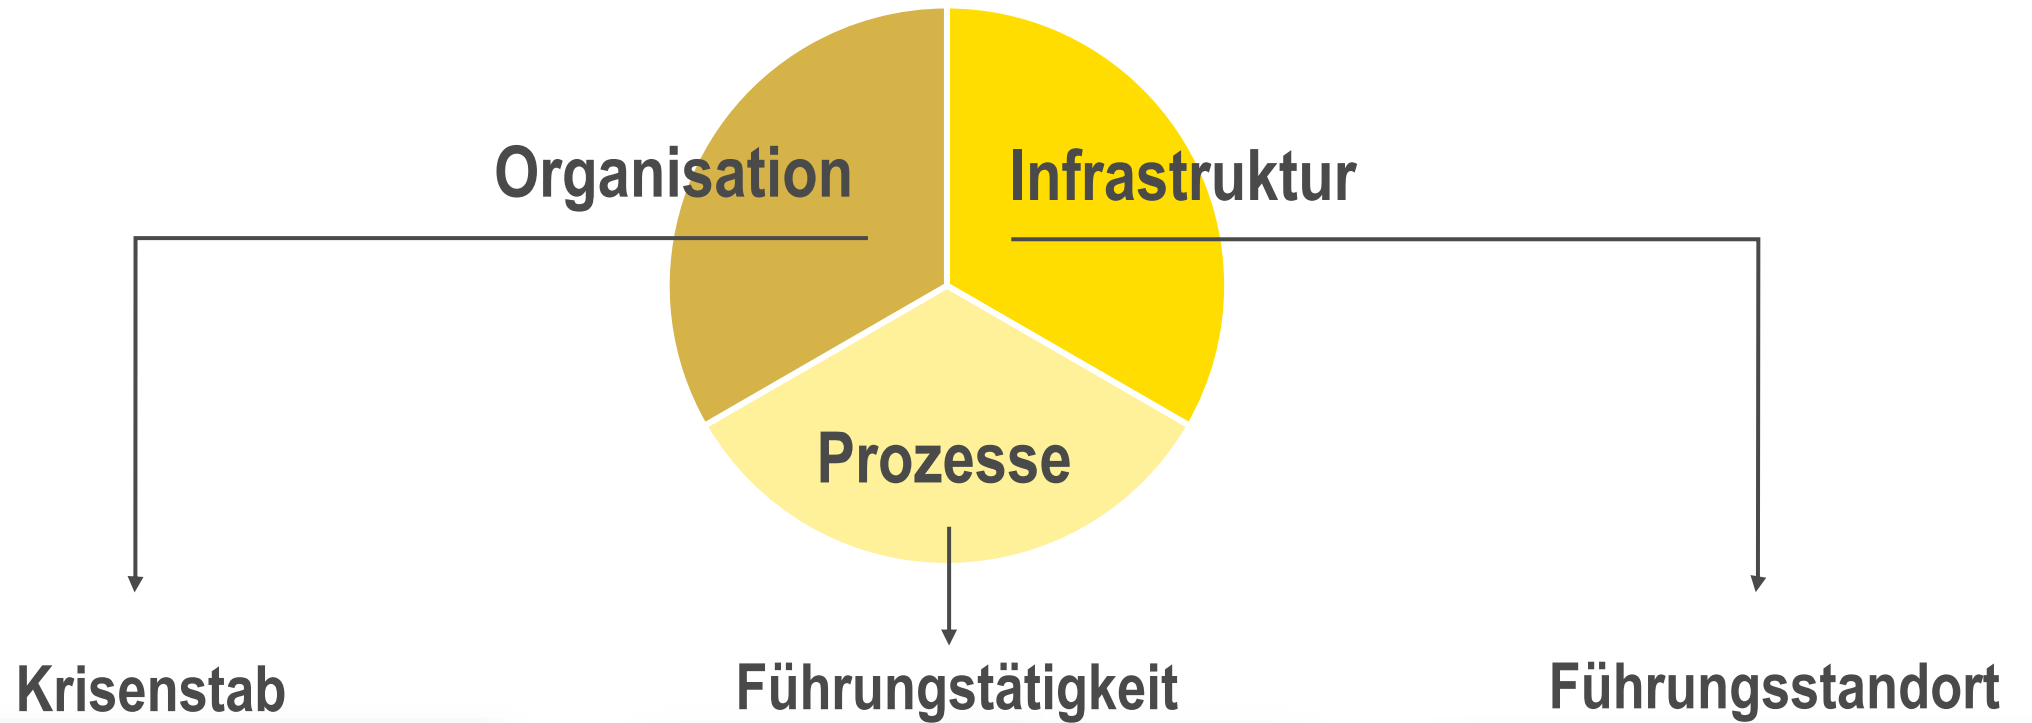 Organisation
Infrastruktur
Prozesse
Krisenstab
Führungstätigkeit
Führungsstandort